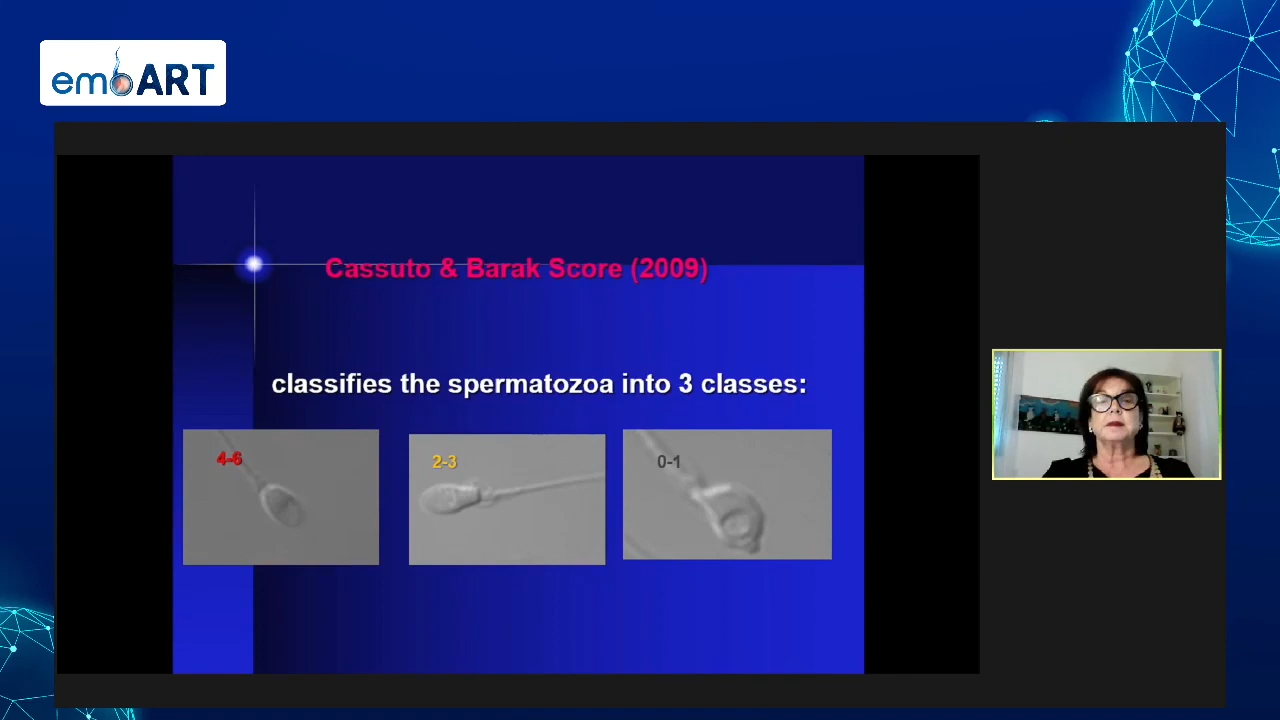 embART
Cassuto & Barak Score (2009)
classifies the spermatozoa into 3 classes:
4-6
2-3
0-1